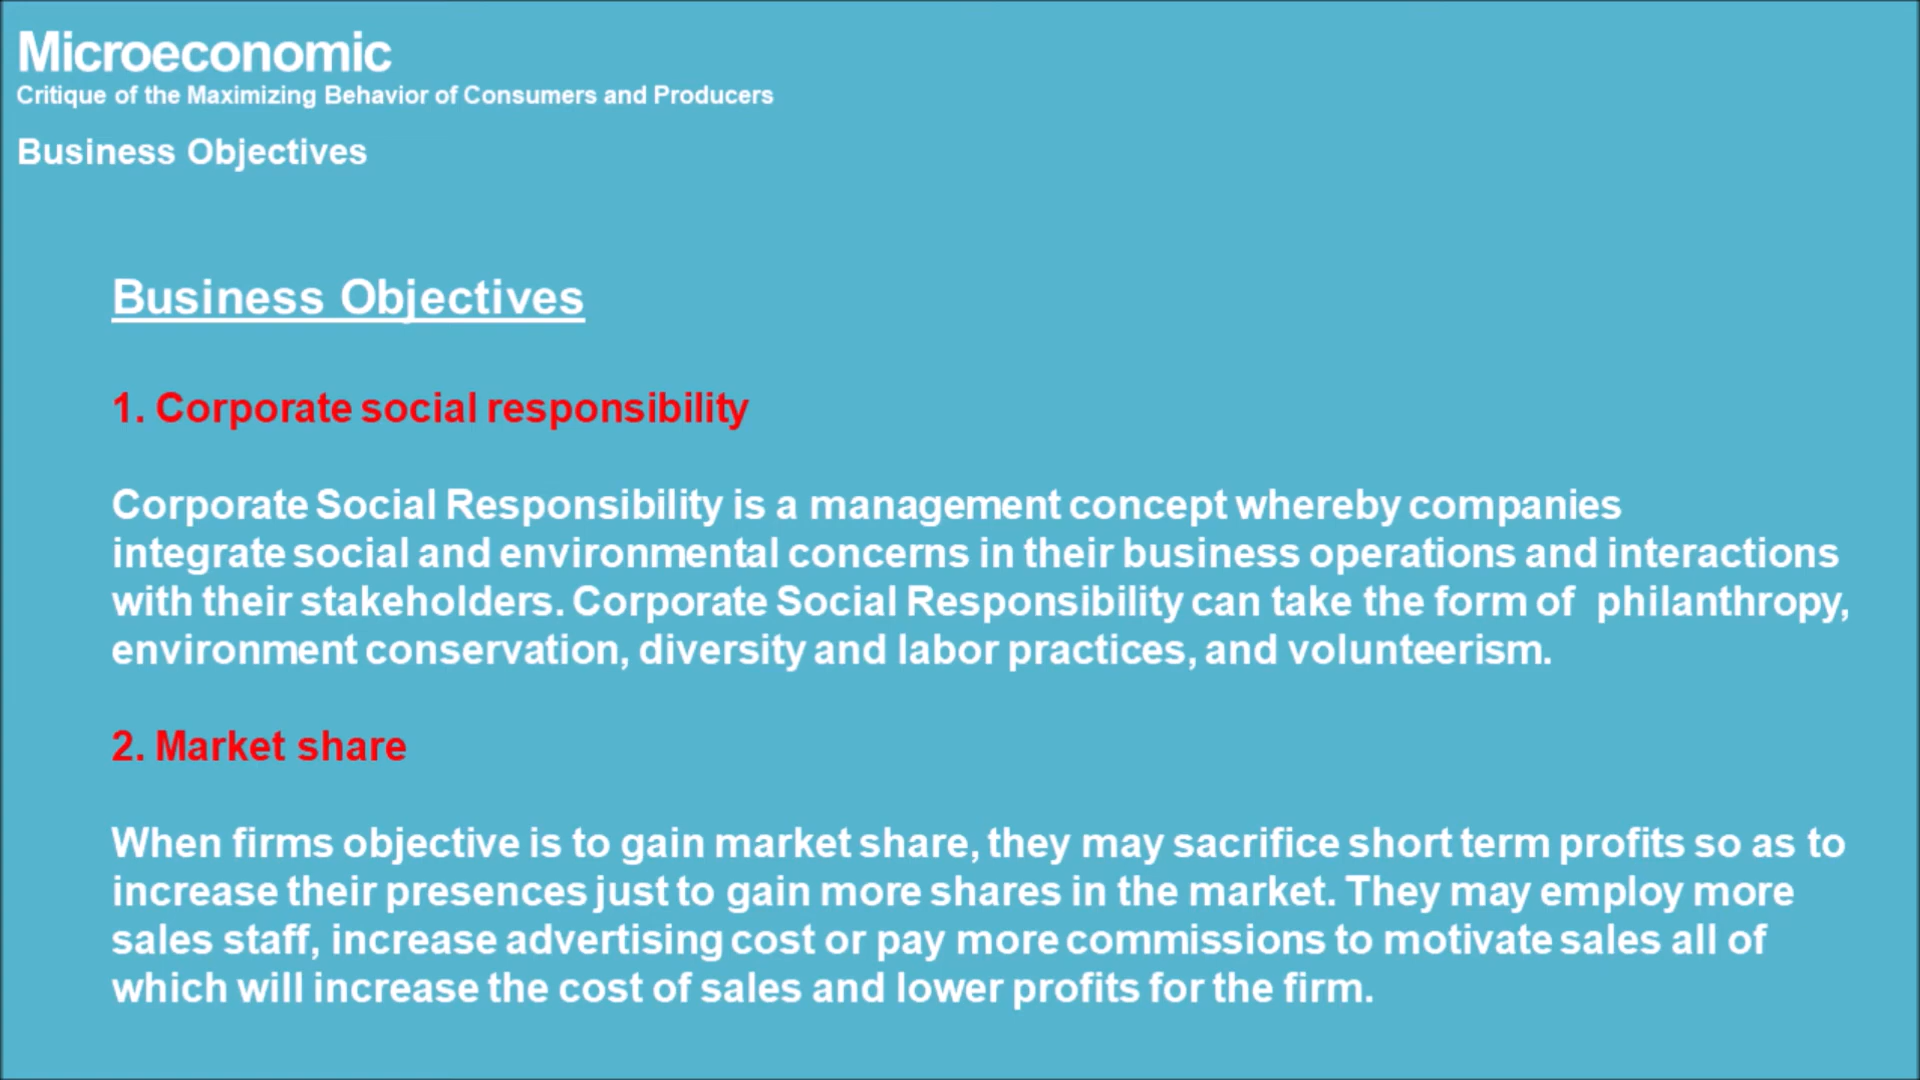 Microeconomic
Critique of the Maximizing Behavior of Consumers and Producers
Business Objectives
Business Objectives
1. Corporate social responsibility
Corporate Social Responsibility is a management concept whereby companies
integrate social and environmental concerns in their business operations and interactions
with their stakeholders. Corporate Social Responsibility can take the form of philanthropy,
environment conservation, diversity and labor practices, and volunteerism.
2. Market share
When firms objective is to gain market share, they may sacrifice short term profits so as to
increase their presences just to gain more shares in the market. They may employ more
sales staff, increase advertising cost or pay more commissions to motivate sales all of
which will increase the cost of sales and lower profits for the firm.